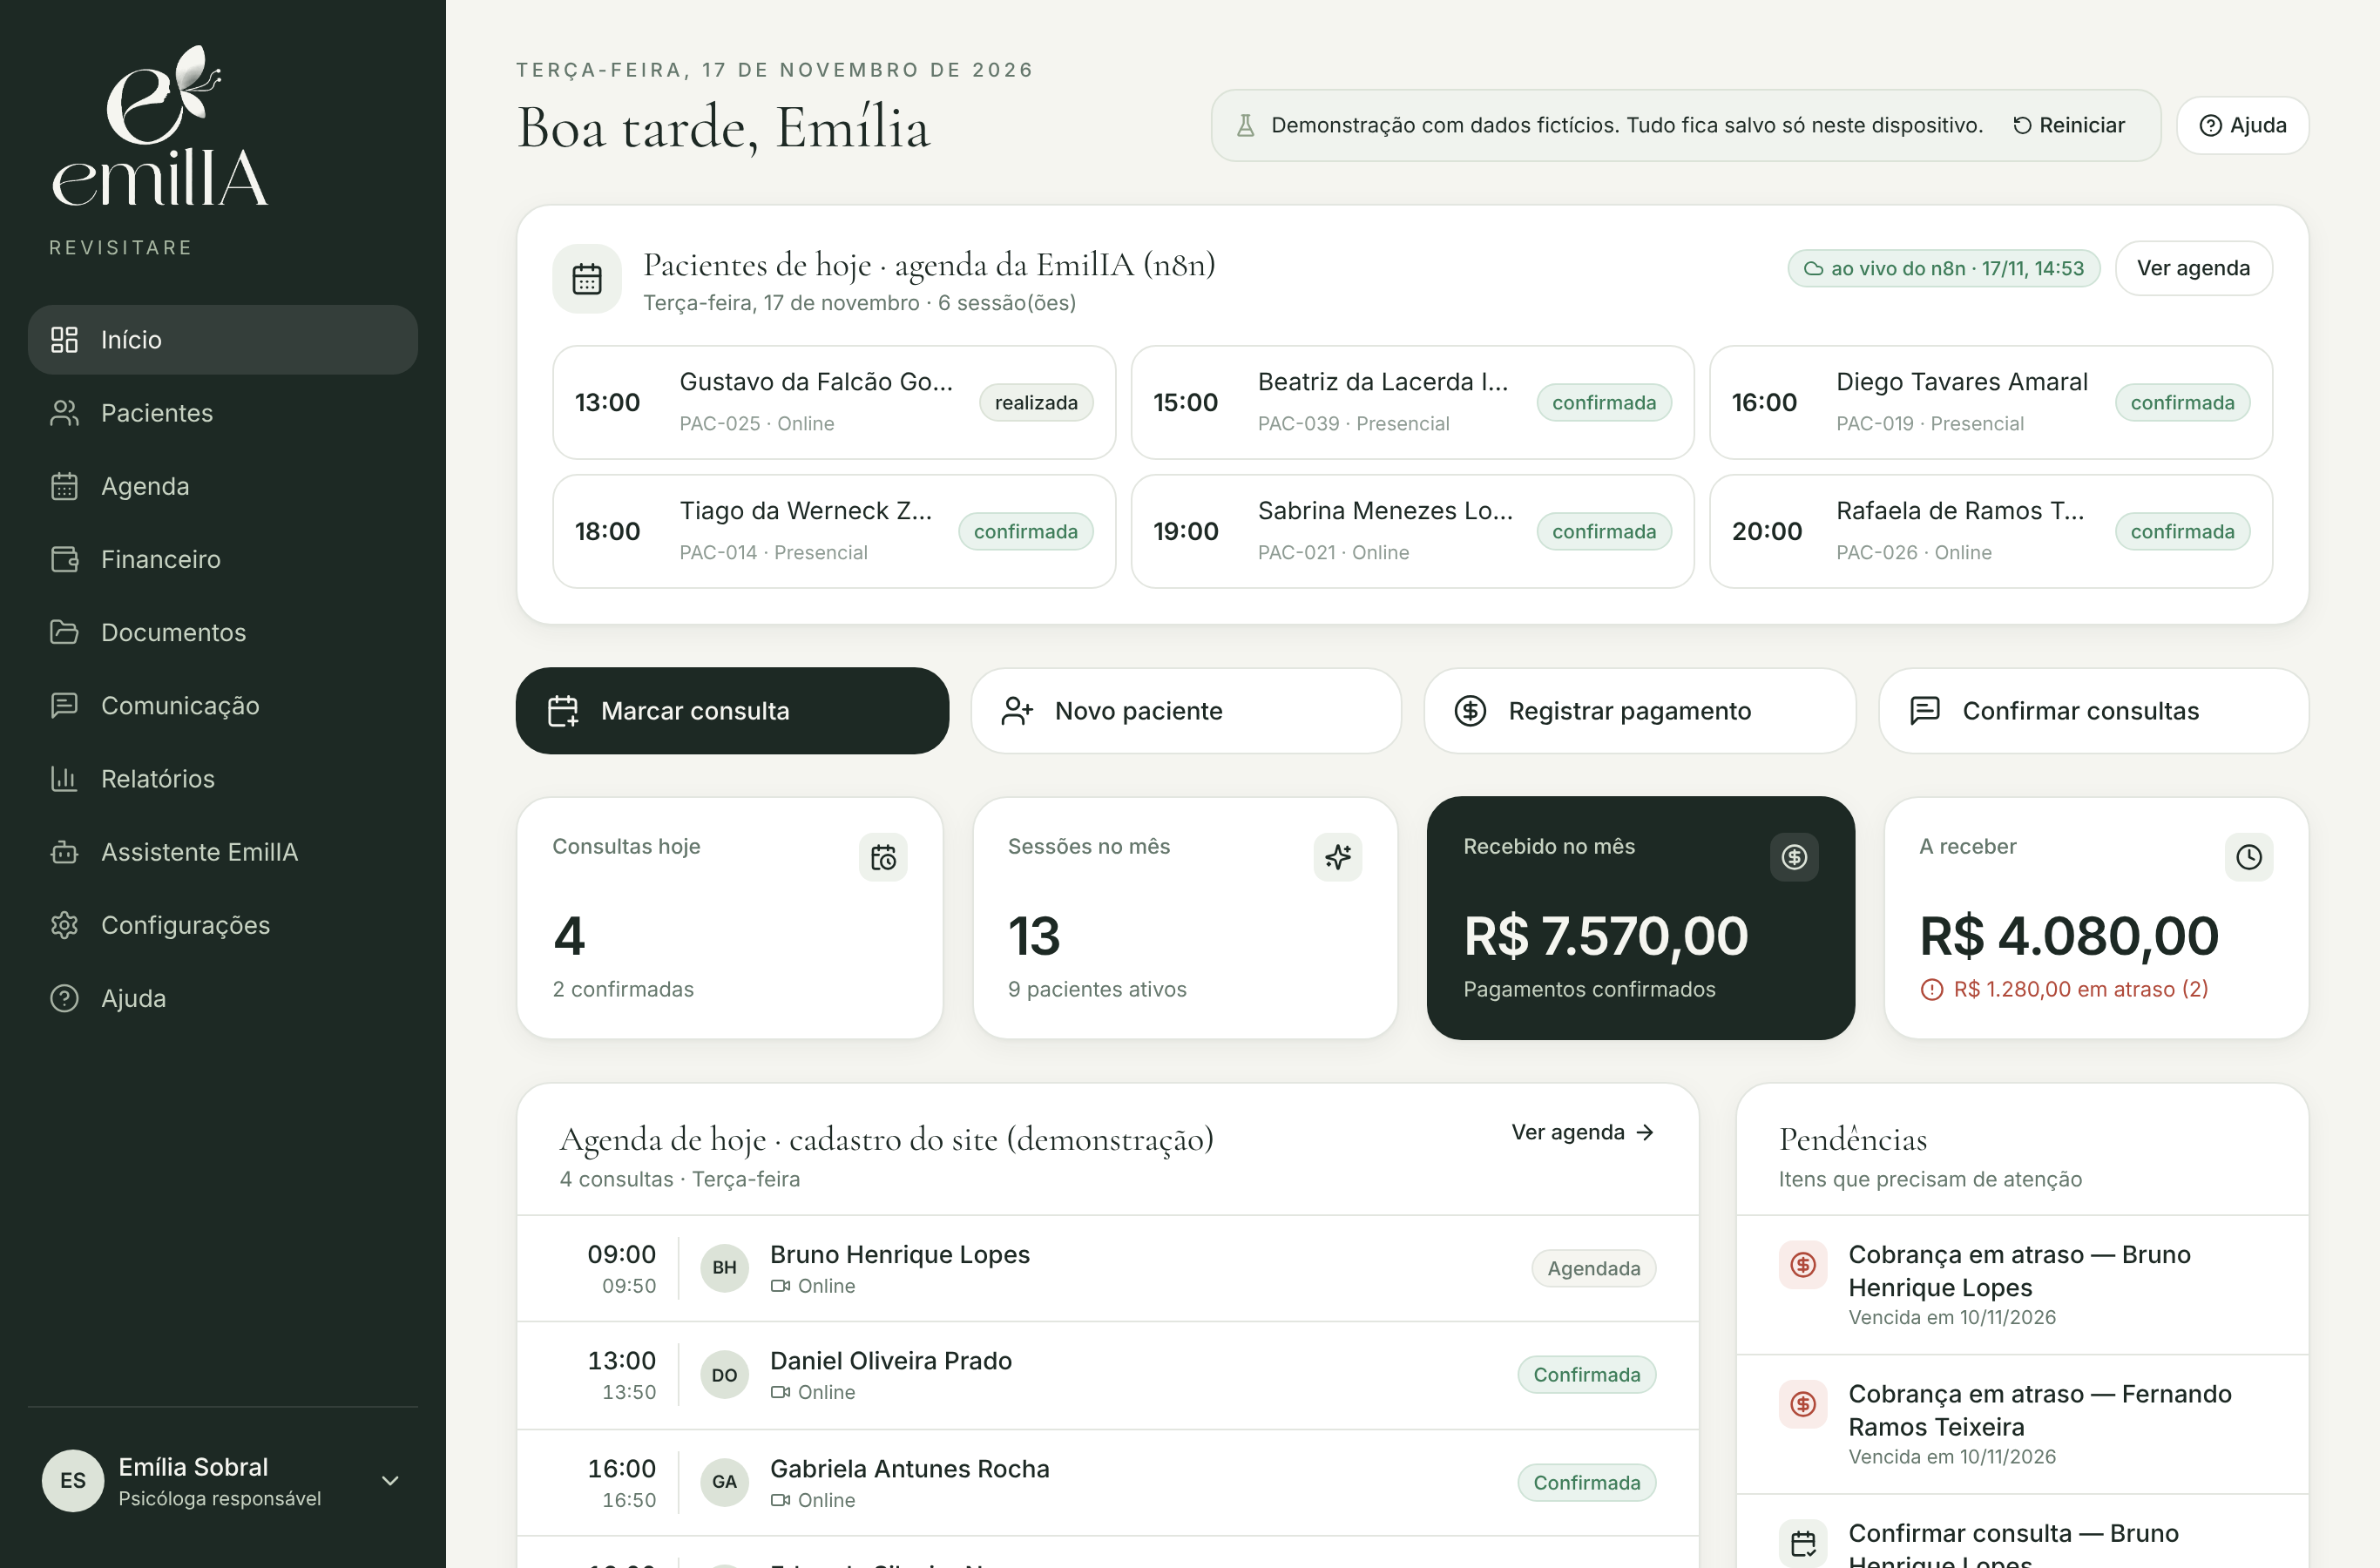 emilIA
REVISITARE
Início
Pacientes
Agenda
Financeiro
Documentos
Comunicação
Relatórios
Assistente EmilIA
Configurações
Ajuda
ES
Emília Sobral
Psicóloga responsável
TERÇA-FEIRA, 17 DE NOVEMBRO DE 2026
Boa tarde, Emília
Demonstração com dados fictícios. Tudo fica salvo só neste dispositivo.
Reiniciar
Ajuda
Pacientes de hoje · agenda da EmilIA (n8n)
Terça-feira, 17 de novembro · 6 sessão(ões)
ao vivo do n8n · 17/11, 14:53
Ver agenda
13:00
Gustavo da Falcão Go...
PAC-025 · Online
realizada
15:00
Beatriz da Lacerda I...
PAC-039 · Presencial
confirmada
16:00
Diego Tavares Amaral
PAC-019 · Presencial
confirmada
18:00
Tiago da Werneck Z...
PAC-014 · Presencial
confirmada
19:00
Sabrina Menezes Lo...
PAC-021 · Online
confirmada
20:00
Rafaela de Ramos T...
PAC-026 · Online
confirmada
Marcar consulta
Novo paciente
Registrar pagamento
Confirmar consultas
Consultas hoje
4
2 confirmadas
Sessões no mês
13
9 pacientes ativos
Recebido no mês
R$ 7.570,00
Pagamentos confirmados
A receber
R$ 4.080,00
R$ 1.280,00 em atraso (2)
Agenda de hoje · cadastro do site (demonstração)
4 consultas · Terça-feira
Ver agenda
09:00
09:50
BH
Bruno Henrique Lopes
Online
Agendada
13:00
13:50
DO
Daniel Oliveira Prado
Online
Confirmada
16:00
16:50
GA
Gabriela Antunes Rocha
Online
Confirmada
Pendências
Itens que precisam de atenção
Cobrança em atraso — Bruno
Henrique Lopes
Vencida em 10/11/2026
Cobrança em atraso — Fernando
Ramos Teixeira
Vencida em 10/11/2026
Confirmar consulta — Bruno
Henrique Lopes